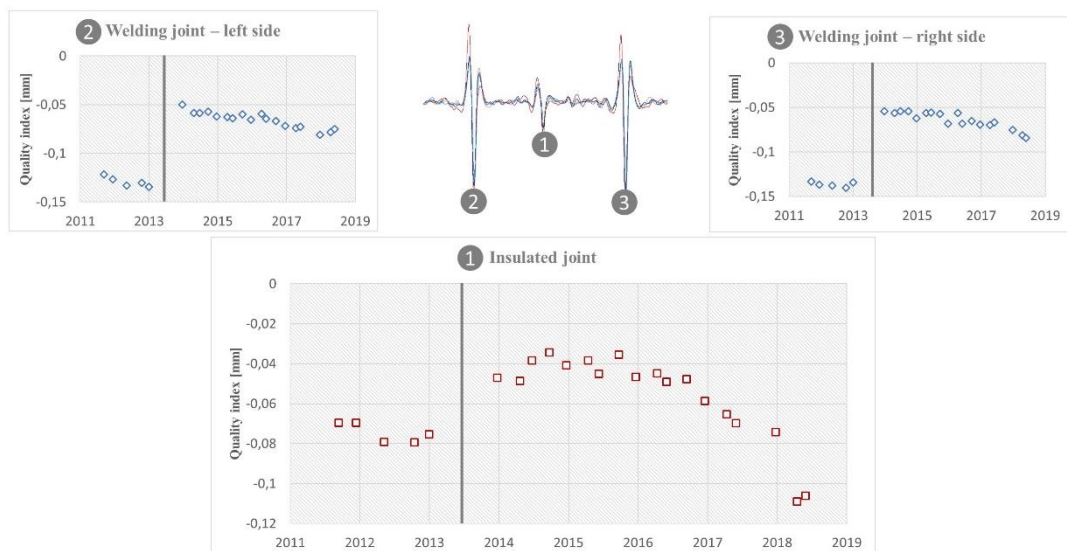 2 Welding joint – left side
Quality index [mm]
0
-0,05
-0,1
-0,15
2011 2013 2015 2017 2019
1
2
3
3 Welding joint – right side
Quality index [mm]
0
-0,05
-0,1
-0,15
2011 2013 2015 2017 2019
1 Insulated joint
Quality index [mm]
0
-0,02
-0,04
-0,06
-0,08
-0,1
-0,12
2011 2012 2013 2014 2015 2016 2017 2018 2019